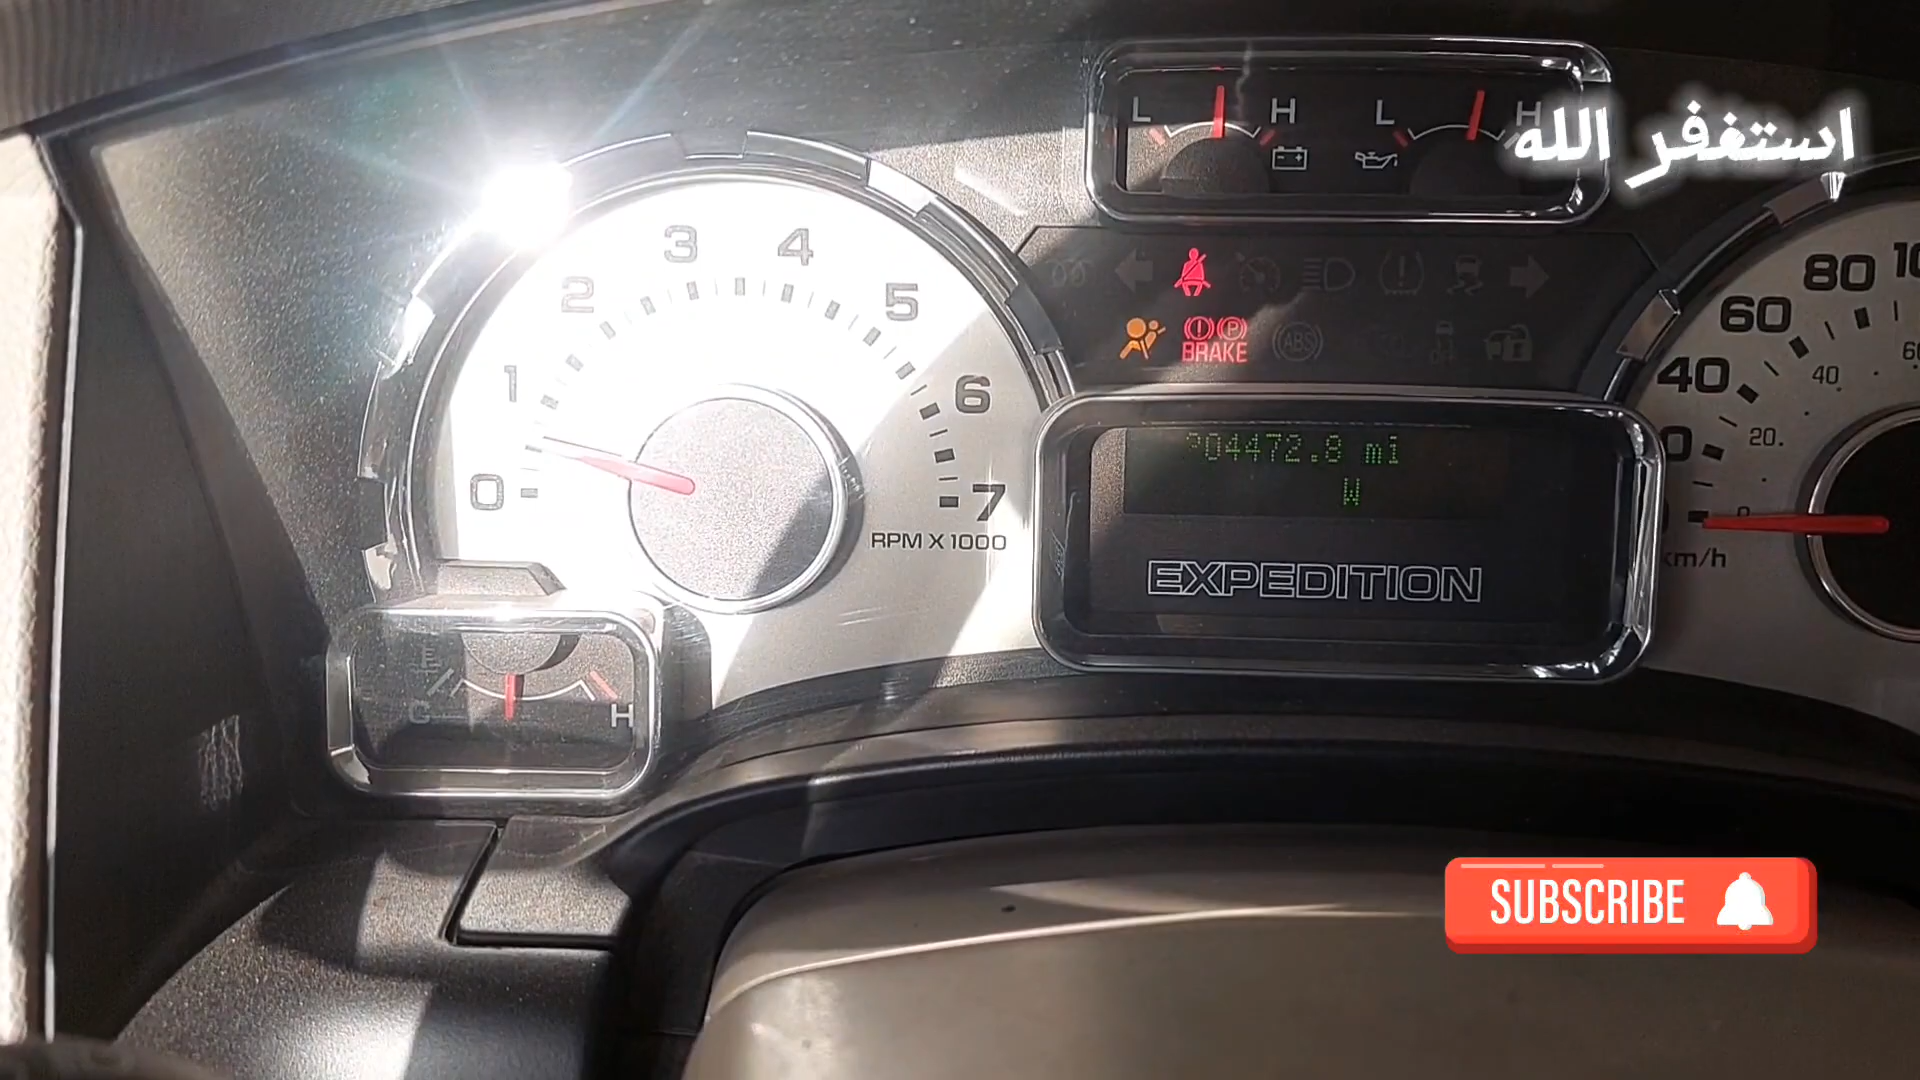 L H L H
استغفر الله
0 1 2 3 4 5 6 7
RPM X 1000
BRAKE
ABS
04472.8 mi
W
EXPEDITION
40 60 80
20 40
km/h
C H
SUBSCRIBE